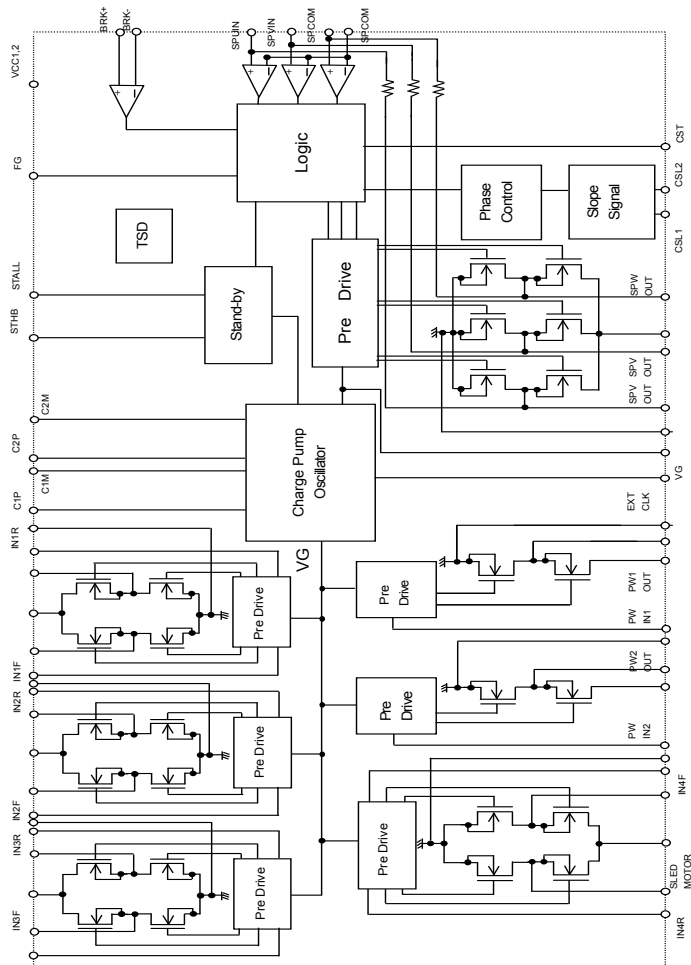 BRK+
BRK-
SPUIN
SPVIN
SPCOM
SPCOM
VCC1,2
FG
STALL
STHB
C2M
C2P
C1M
C1P
IN1R
IN1F
IN2R
IN2F
IN3R
IN3F
+
−
+
−
+
−
+
−
Logic
TSD
Stand-by
Pre Drive
Phase
Control
Slope
Signal
CST
CSL2
CSL1
SPW
OUT
SPV
OUT
SPV
OUT
Charge Pump
Oscillator
VG
VG
EXT
CLK
Pre Drive
Pre
Drive
PW1
OUT
PW
IN1
Pre Drive
Pre
Drive
PW2
OUT
PW
IN2
Pre Drive
Pre Drive
IN4F
SLED
MOTOR
IN4R